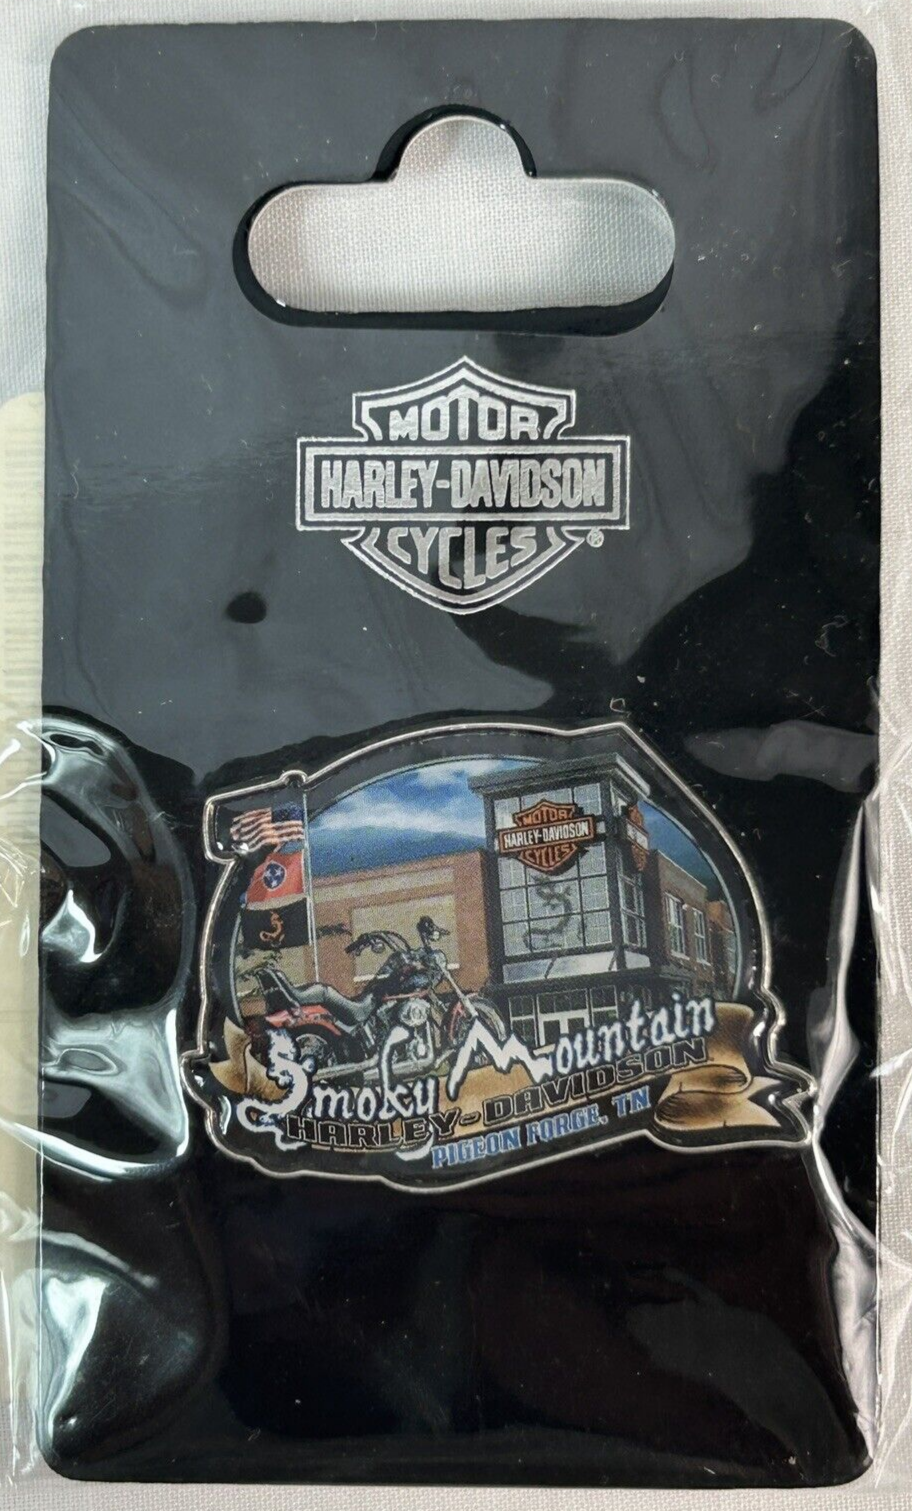 MOTOR
HARLEY-DAVIDSON
CYCLES®
MOTOR
HARLEY-DAVIDSON
CYCLES
Smoky Mountain
HARLEY-DAVIDSON
PIGEON FORGE, TN